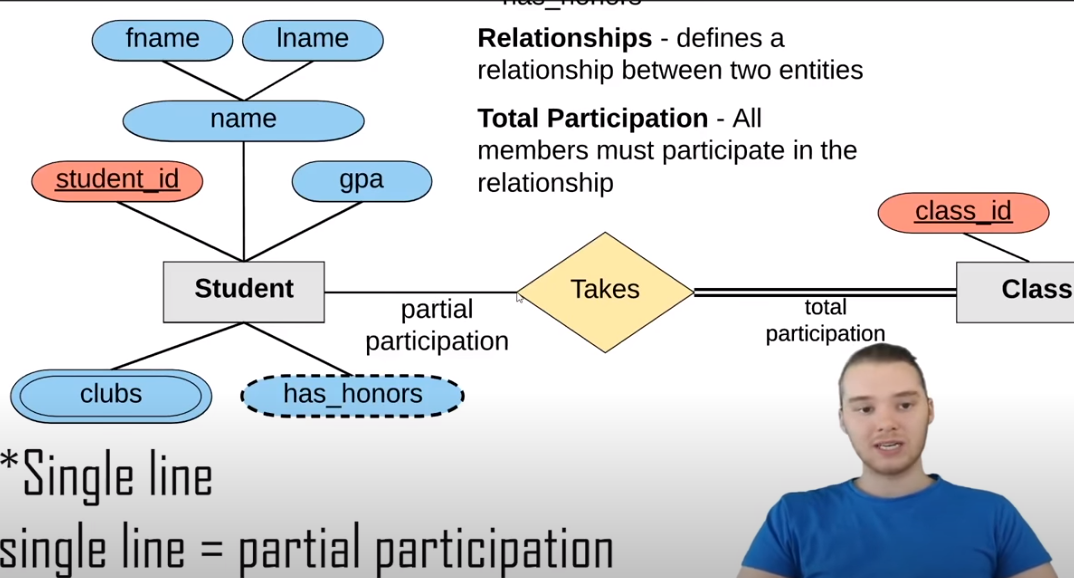 has_honors
fname
lname
Relationships - defines a
relationship between two entities
name
Total Participation - All
members must participate in the
relationship
student_id
gpa
class_id
Student
Takes
Class
partial
participation
total
participation
clubs
has_honors
*Single line
single line = partial participation